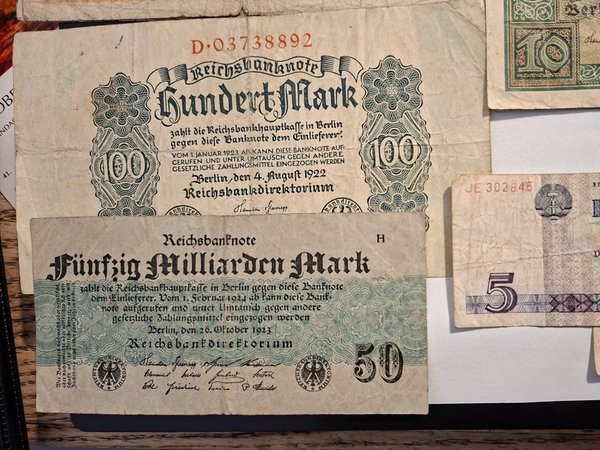 D·03738892
Reichsbanknote
Hundert Mark
zahlt die Reichsbankhauptkasse in Berlin
gegen diese Banknote dem Einlieferer.
VOM 1. JANUAR 1923 AB KANN DIESE BANKNOTE AUF-
GERUFEN UND UNTER UMTAUSCH GEGEN ANDERE
GESETZLICHE ZAHLUNGSMITTEL EINGEZOGEN WERDEN
Berlin, den 4. August 1922
Reichsbankdirektorium
100
100
10
JE 302845
5
Reichsbanknote
H
Fünfzig Milliarden Mark
zahlt die Reichsbankhauptkasse in Berlin gegen diese Banknote
dem Einlieferer. Vom 1. Februar 1924 ab kann diese Bank-
note aufgerufen und unter Umtausch gegen andere
gesetzliche Zahlungsmittel eingezogen werden
Berlin, den 26. Oktober 1923
Reichsbankdirektorium
50